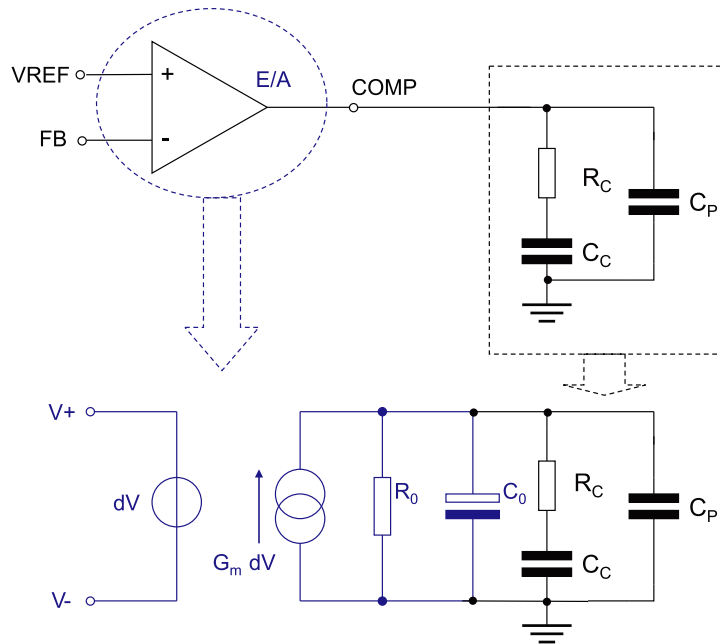 VREF
+
E/A
COMP
FB
-
RC
CP
CC
V+
dV
R0
C0
RC
CP
Gm dV
CC
V-